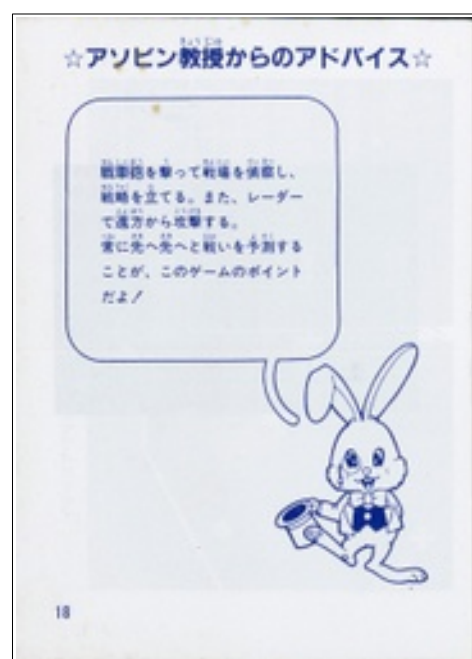 ☆アソビン教授からのアドバイス☆
戦車砲を撃って戦場を偵察し、
戦略を立てる。また、レーダー
で遠方から攻撃する。
常に先へ先へと戦いを予測する
ことが、このゲームのポイント
だよ!
18